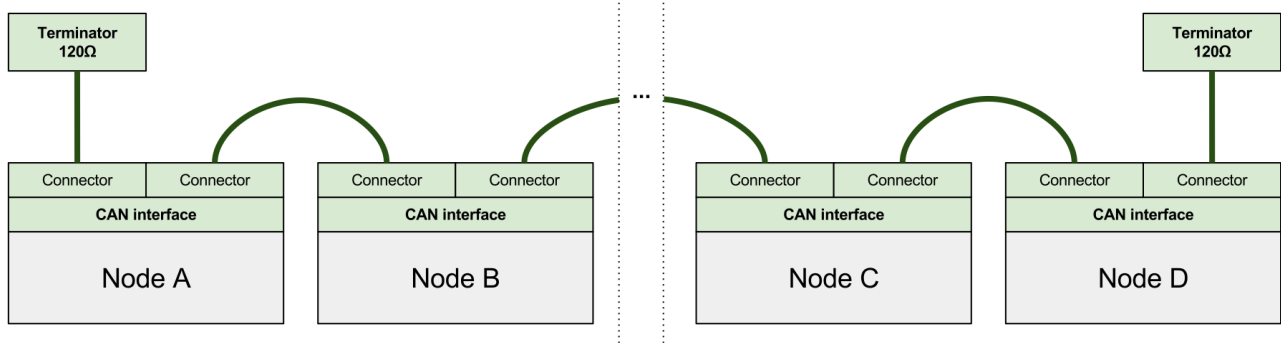 Terminator
120Ω
Terminator
120Ω
...
Connector
Connector
Connector
Connector
Connector
Connector
Connector
Connector
CAN interface
CAN interface
CAN interface
CAN interface
Node A
Node B
Node C
Node D